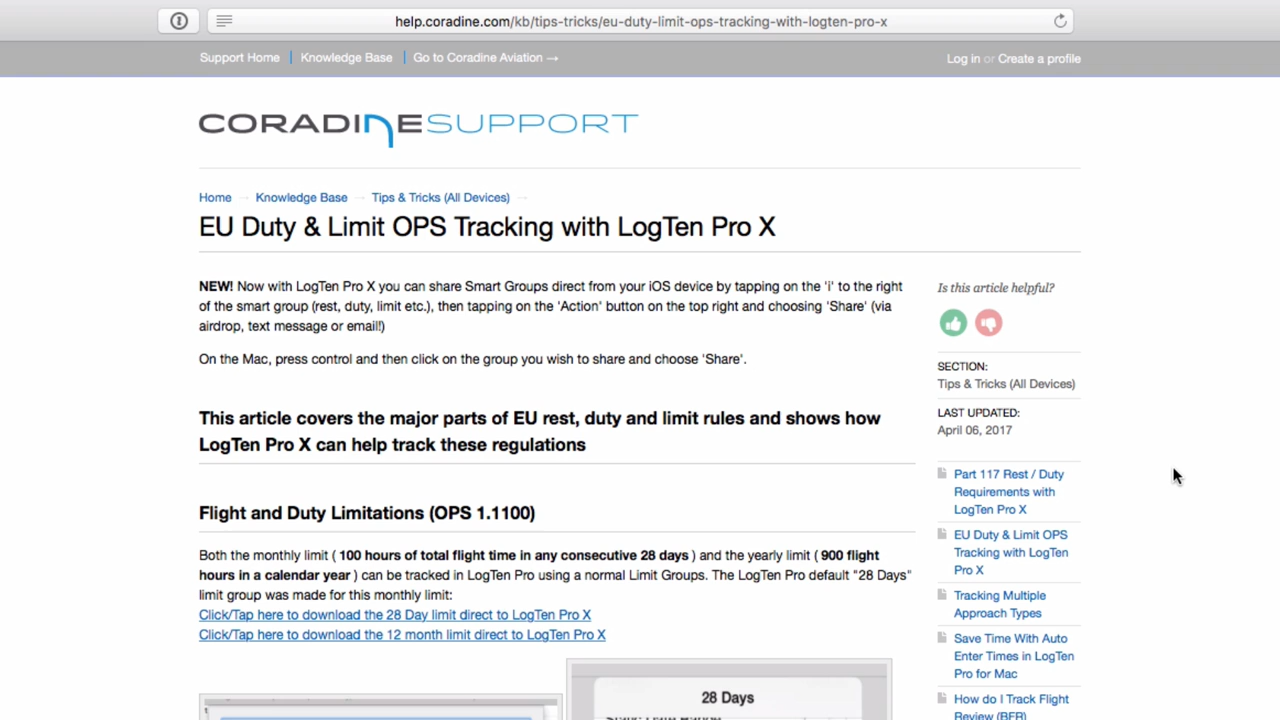 help.coradine.com/kb/tips-tricks/eu-duty-limit-ops-tracking-with-logten-pro-x
Support Home
Knowledge Base
Go to Coradine Aviation →
Log in or Create a profile
CORADINESUPPORT
Home → Knowledge Base → Tips & Tricks (All Devices) →
EU Duty & Limit OPS Tracking with LogTen Pro X
NEW! Now with LogTen Pro X you can share Smart Groups direct from your iOS device by tapping on the 'i' to the right
of the smart group (rest, duty, limit etc.), then tapping on the 'Action' button on the top right and choosing 'Share' (via
airdrop, text message or email!)
On the Mac, press control and then click on the group you wish to share and choose 'Share'.
This article covers the major parts of EU rest, duty and limit rules and shows how
LogTen Pro X can help track these regulations
Flight and Duty Limitations (OPS 1.1100)
Both the monthly limit ( 100 hours of total flight time in any consecutive 28 days ) and the yearly limit ( 900 flight
hours in a calendar year ) can be tracked in LogTen Pro using a normal Limit Groups. The LogTen Pro default "28 Days"
limit group was made for this monthly limit:
Click/Tap here to download the 28 Day limit direct to LogTen Pro X
Click/Tap here to download the 12 month limit direct to LogTen Pro X
28 Days
Is this article helpful?
SECTION:
Tips & Tricks (All Devices)
LAST UPDATED:
April 06, 2017
Part 117 Rest / Duty
Requirements with
LogTen Pro X
EU Duty & Limit OPS
Tracking with LogTen
Pro X
Tracking Multiple
Approach Types
Save Time With Auto
Enter Times in LogTen
Pro for Mac
How do I Track Flight
Review (BFR)